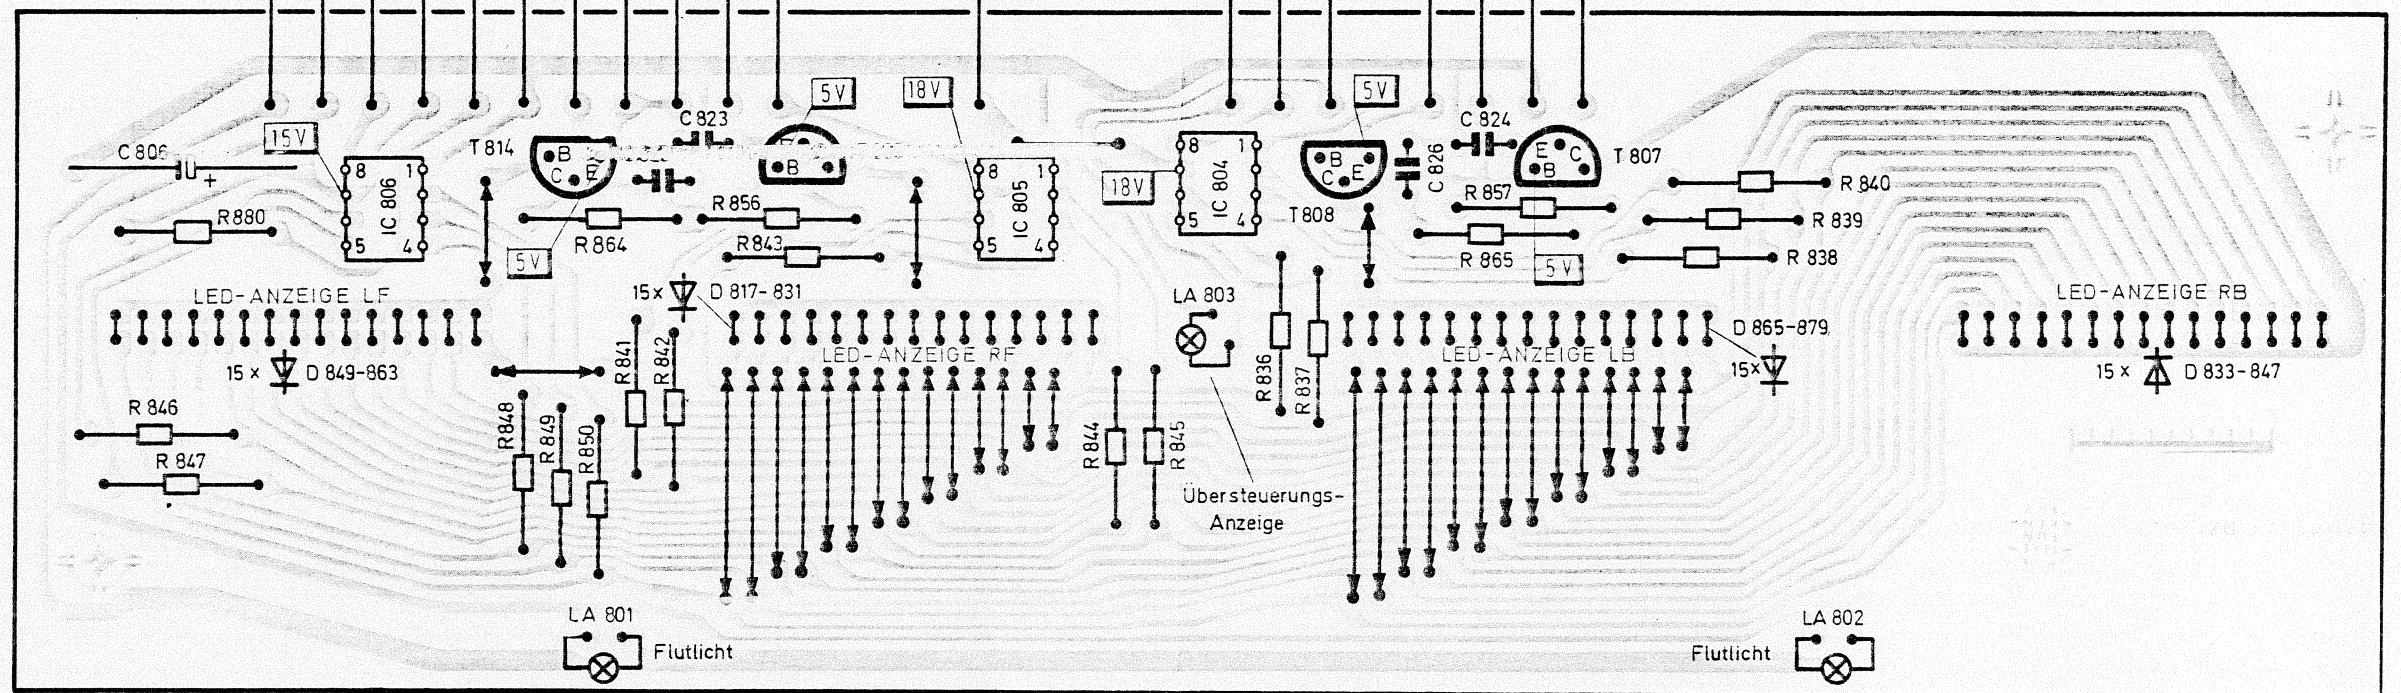 5V
18V
5V
C 823
C 824
15V
C 806
T 814
B
C
E
B
8
1
IC 806
5
4
8
1
IC 805
5
4
8
1
IC 804
5
4
18V
B
C
E
T 808
C 826
E
C
B
T 807
R 840
R 839
R 838
R 880
R 864
5V
R 856
R 843
R 857
R 865
5V
LED-ANZEIGE LF
15x
D 817-831
LA 803
LED-ANZEIGE RB
D 865-879
15x
LED-ANZEIGE RF
LED-ANZEIGE LB
15 x
D 849-863
15 x
D 833-847
R 841
R 842
R 836
R 837
R 846
R 847
R 848
R 849
R 850
R 844
R 845
Übersteuerungs-
Anzeige
LA 801
Flutlicht
LA 802
Flutlicht